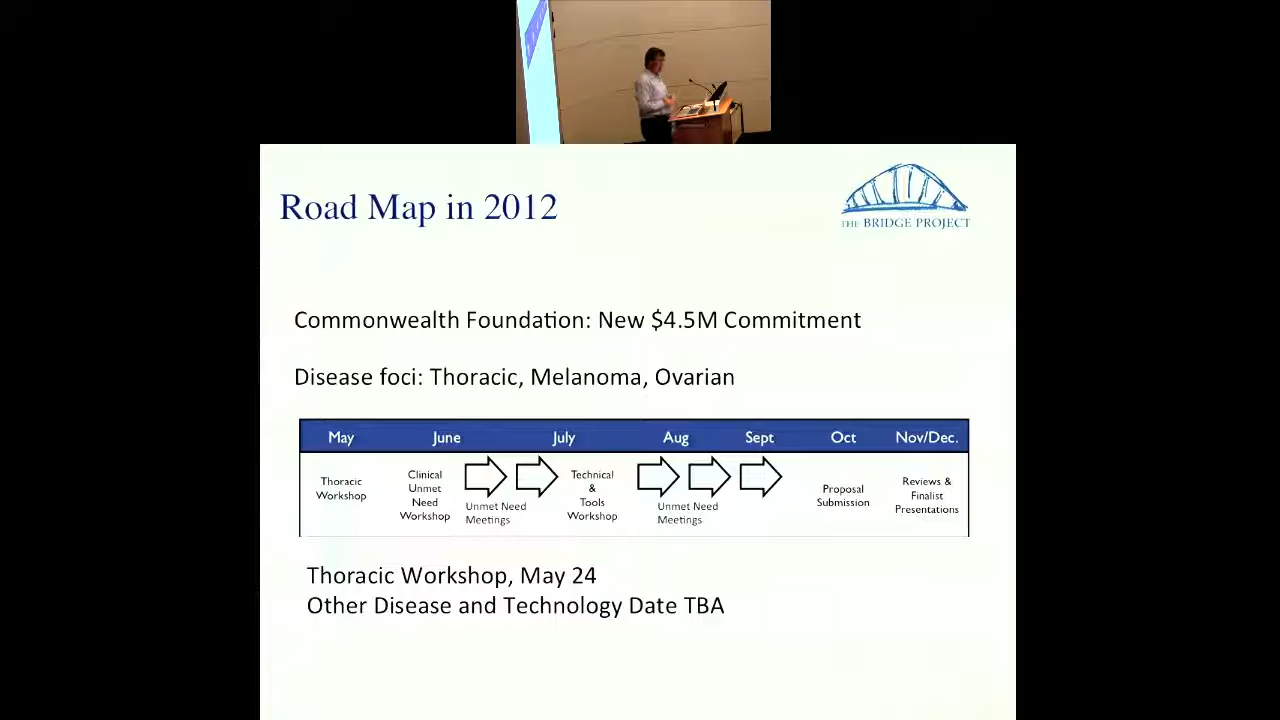 Road Map in 2012
THE BRIDGE PROJECT
Commonwealth Foundation: New $4.5M Commitment
Disease foci: Thoracic, Melanoma, Ovarian
May June July Aug Sept Oct Nov/Dec.
Thoracic
Workshop
Clinical
Unmet
Need
Workshop
Unmet Need
Meetings
Technical
&
Tools
Workshop
Unmet Need
Meetings
Proposal
Submission
Reviews &
Finalist
Presentations
Thoracic Workshop, May 24
Other Disease and Technology Date TBA